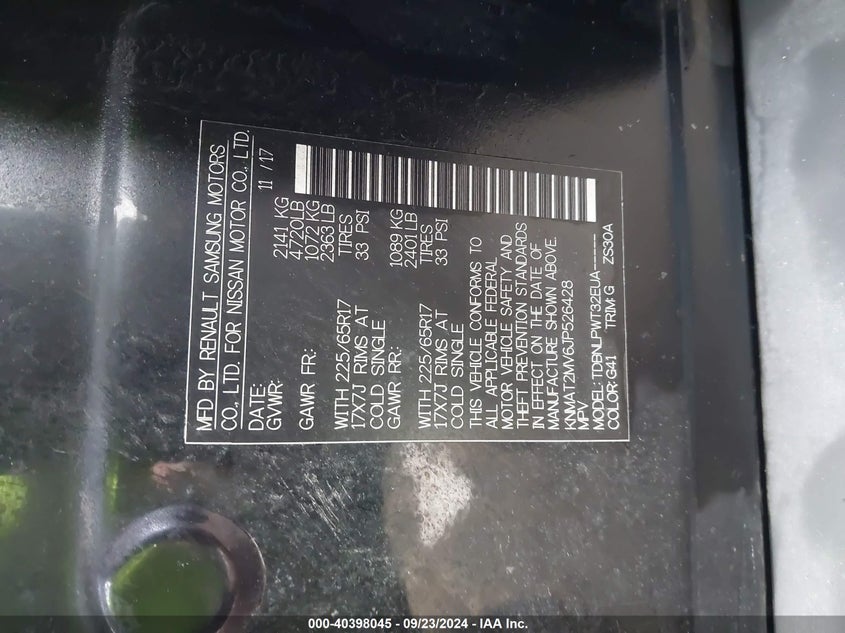 MFD BY RENAULT SAMSUNG MOTORS
CO., LTD. FOR NISSAN MOTOR CO., LTD.
DATE: 11 / 17
GVWR: 2141 KG
4720LB
GAWR FR: 1072 KG
2363 LB
WITH 225/65R17 TIRES
17X7J RIMS AT 33 PSI
COLD SINGLE
GAWR RR: 1089 KG
2401 LB
WITH 225/65R17 TIRES
17X7J RIMS AT 33 PSI
COLD SINGLE
THIS VEHICLE CONFORMS TO
ALL APPLICABLE FEDERAL
MOTOR VEHICLE SAFETY AND
THEFT PREVENTION STANDARDS
IN EFFECT ON THE DATE OF
MANUFACTURE SHOWN ABOVE.
KNMAT2MV6JP526428
MPV
MODEL: TDBNLPWT32EUA-----
COLOR: G41 TRIM: G ZS30A
000-40398045 - 09/23/2024 - IAA Inc.